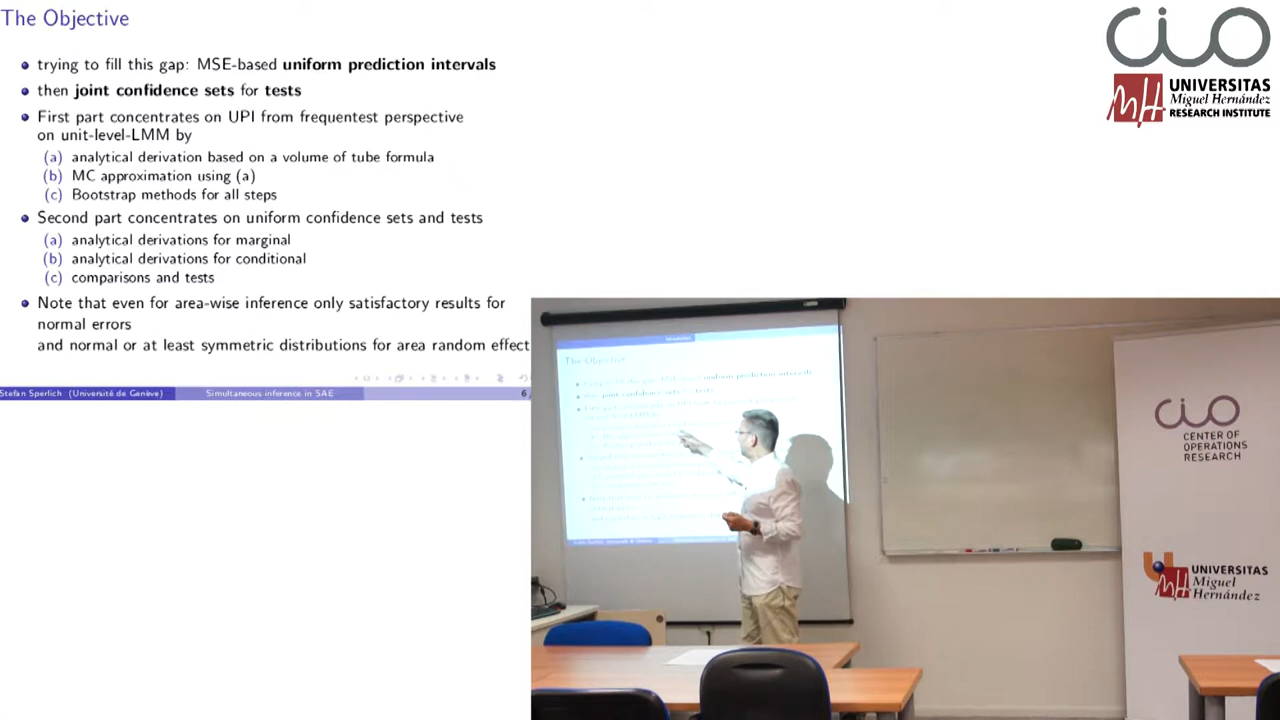 The Objective
trying to fill this gap: MSE-based uniform prediction intervals
then joint confidence sets for tests
First part concentrates on UPI from frequentest perspective
on unit-level-LMM by
(a) analytical derivation based on a volume of tube formula
(b) MC approximation using (a)
(c) Bootstrap methods for all steps
Second part concentrates on uniform confidence sets and tests
(a) analytical derivations for marginal
(b) analytical derivations for conditional
(c) comparisons and tests
Note that even for area-wise inference only satisfactory results for
normal errors
and normal or at least symmetric distributions for area random effect
Stefan Sperlich (Université de Genève) Simultaneous inference in SAE 6
cio
UNIVERSITAS
Miguel Hernández
RESEARCH INSTITUTE
The Objective
cio
CENTER OF
OPERATIONS
RESEARCH
UNIVERSITAS
Miguel
Hernández